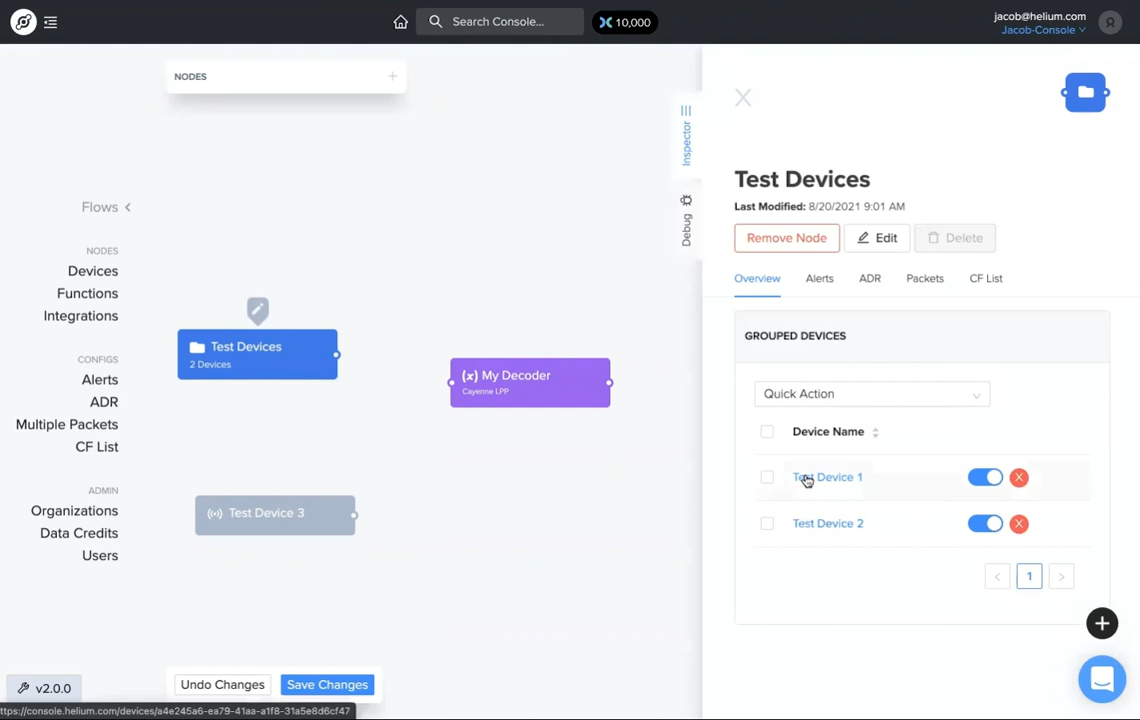 Search Console...
10,000
jacob@helium.com
Jacob-Console
NODES
Flows
NODES
Devices
Functions
Integrations
CONFIGS
Alerts
ADR
Multiple Packets
CF List
ADMIN
Organizations
Data Credits
Users
Test Devices
2 Devices
(x) My Decoder
Cayenne LPP
Test Device 3
Inspector
Debug
Test Devices
Last Modified: 8/20/2021 9:01 AM
Remove Node
Edit
Delete
Overview
Alerts
ADR
Packets
CF List
GROUPED DEVICES
Quick Action
Device Name
Test Device 1
Test Device 2
1
v2.0.0
Undo Changes
Save Changes
ttps://console.helium.com/devices/a4e245a6-ea79-41aa-a1f8-31a5e8d6cf47